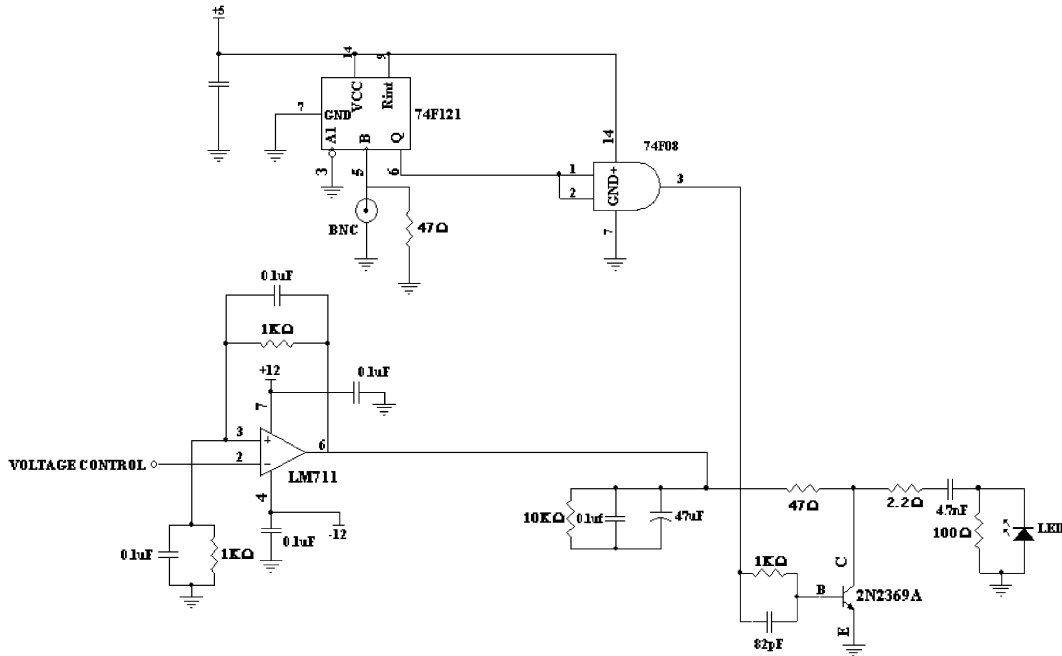 +5
14
9
VCC
Rint
7
GND
74F121
A1
B
Q
3
5
6
BNC
47Ω
14
74F08
1
2
GND+
3
7
0.1uF
1KΩ
+12
0.1uF
7
3
+
6
VOLTAGE CONTROL
2
−
LM711
4
-12
0.1uF
0.1uF
1KΩ
10KΩ
0.1uf
47uF
47Ω
2.2Ω
4.7nF
100Ω
LED
1KΩ
C
B
2N2369A
82pF
E